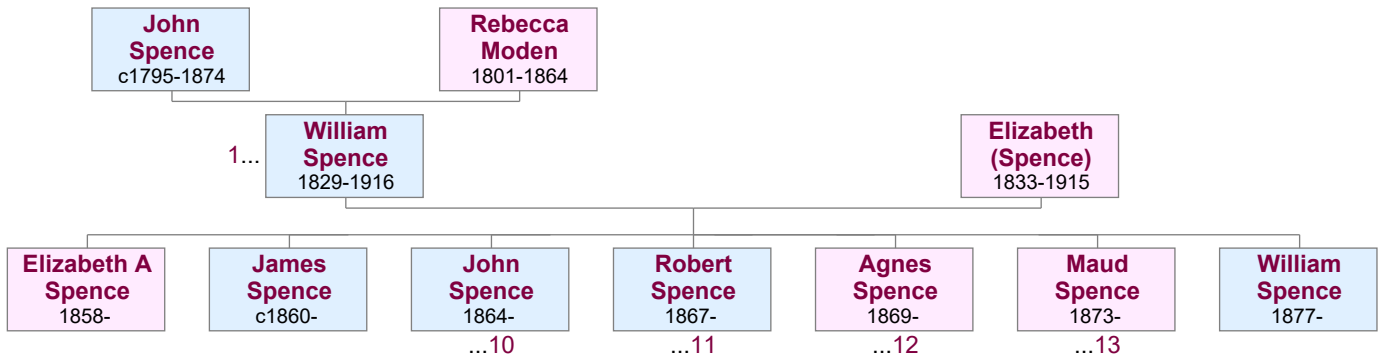 John
Spence
c1795-1874
Rebecca
Moden
1801-1864
1...
William
Spence
1829-1916
Elizabeth
(Spence)
1833-1915
Elizabeth A
Spence
1858-
James
Spence
c1860-
John
Spence
1864-
...10
Robert
Spence
1867-
...11
Agnes
Spence
1869-
...12
Maud
Spence
1873-
...13
William
Spence
1877-